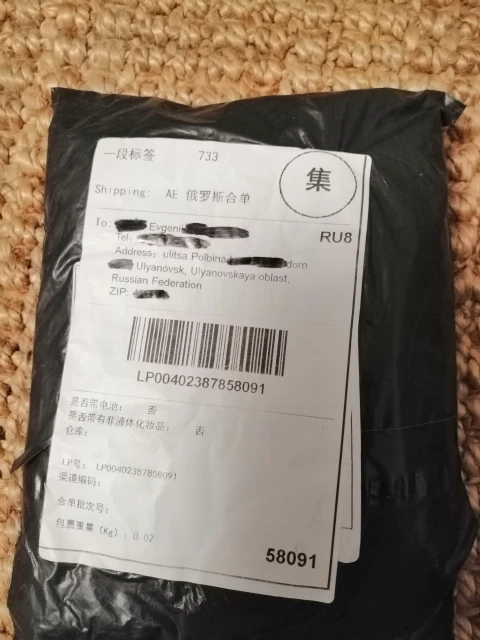 一段标签 733
集
Shipping: AE 俄罗斯合单
RU8
To: Evgeni
Tel:
Address: ulitsa Polbina dom
Ulyanovsk, Ulyanovskaya oblast,
Russian Federation
ZIP:
LP00402387858091
是否带电池: 否
是否带有非液体化妆品: 否
仓库:
LP号: LP00402387858091
渠道编码:
合单批次号:
包裹重量 (Kg): 0.02
58091